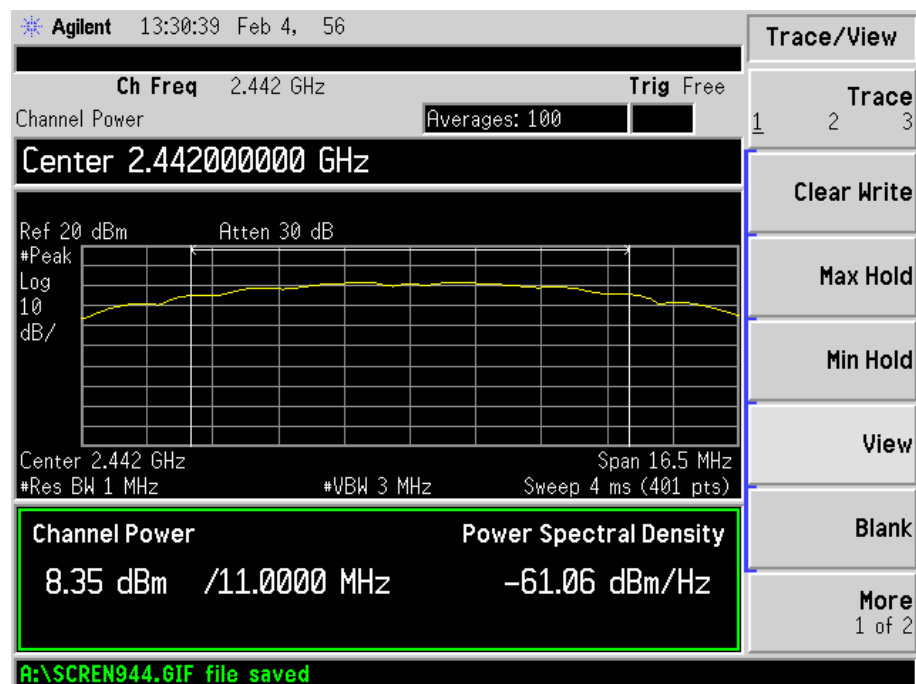 Agilent 13:30:39 Feb 4, 56
Ch Freq 2.442 GHz Trig Free
Channel Power Averages: 100
Center 2.442000000 GHz
Ref 20 dBm Atten 30 dB
#Peak
Log
10
dB/
Center 2.442 GHz Span 16.5 MHz
#Res BW 1 MHz #VBW 3 MHz Sweep 4 ms (401 pts)
Channel Power Power Spectral Density
8.35 dBm /11.0000 MHz -61.06 dBm/Hz
A:\SCREN944.GIF file saved
Trace/View
Trace
1 2 3
Clear Write
Max Hold
Min Hold
View
Blank
More
1 of 2